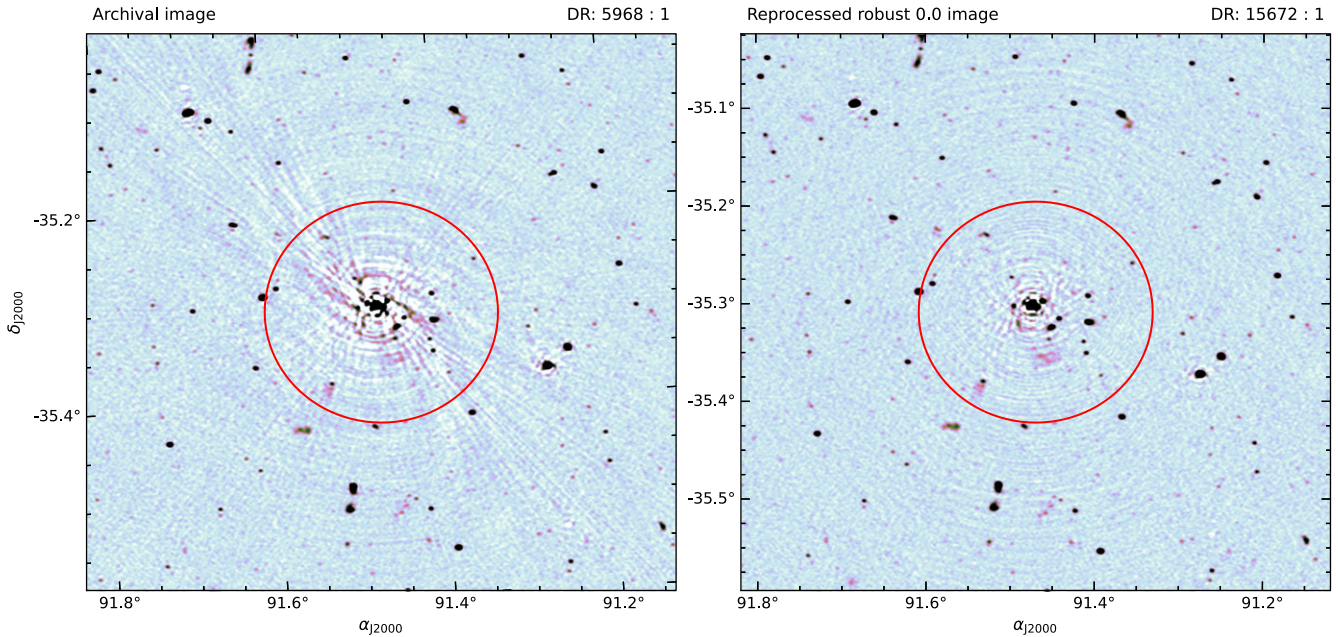 Archival image DR: 5968 : 1
Reprocessed robust 0.0 image DR: 15672 : 1
-35.2°
-35.4°
δJ2000
91.8° 91.6° 91.4° 91.2°
αJ2000
-35.1°
-35.2°
-35.3°
-35.4°
-35.5°
91.8° 91.6° 91.4° 91.2°
αJ2000